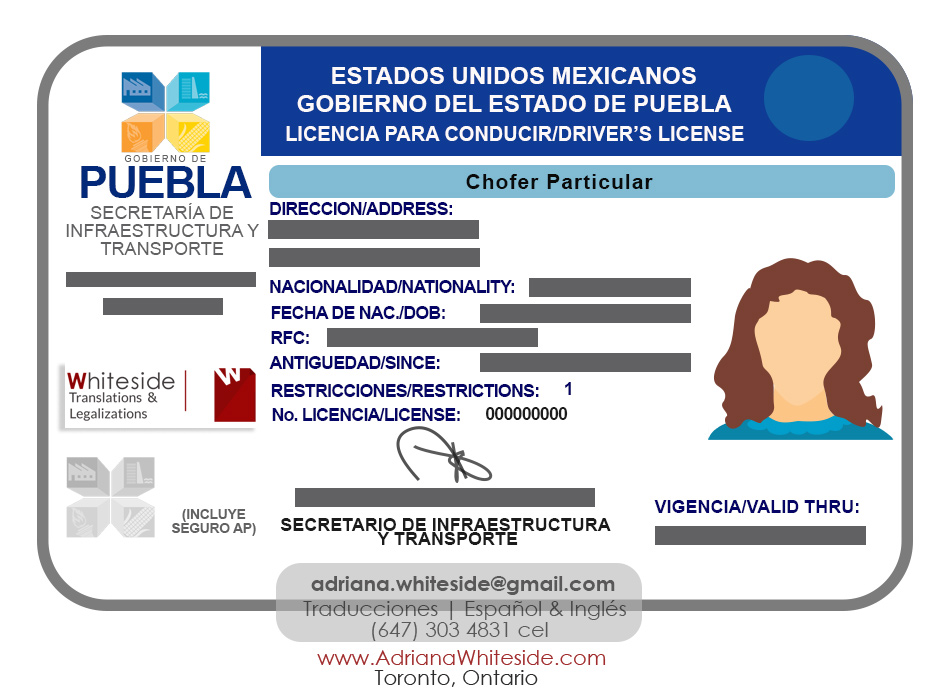 ESTADOS UNIDOS MEXICANOS
GOBIERNO DEL ESTADO DE PUEBLA
LICENCIA PARA CONDUCIR/DRIVER'S LICENSE
GOBIERNO DE
PUEBLA
SECRETARÍA DE
INFRAESTRUCTURA Y
TRANSPORTE
Chofer Particular
DIRECCION/ADDRESS:
NACIONALIDAD/NATIONALITY:
FECHA DE NAC./DOB:
RFC:
ANTIGUEDAD/SINCE:
RESTRICCIONES/RESTRICTIONS: 1
No. LICENCIA/LICENSE: 000000000
Whiteside
Translations &
Legalizations
W
(INCLUYE
SEGURO AP)
SECRETARIO DE INFRAESTRUCTURA
Y TRANSPORTE
VIGENCIA/VALID THRU:
adriana.whiteside@gmail.com
Traducciones | Español & Inglés
(647) 303 4831 cel
www.AdrianaWhiteside.com
Toronto, Ontario